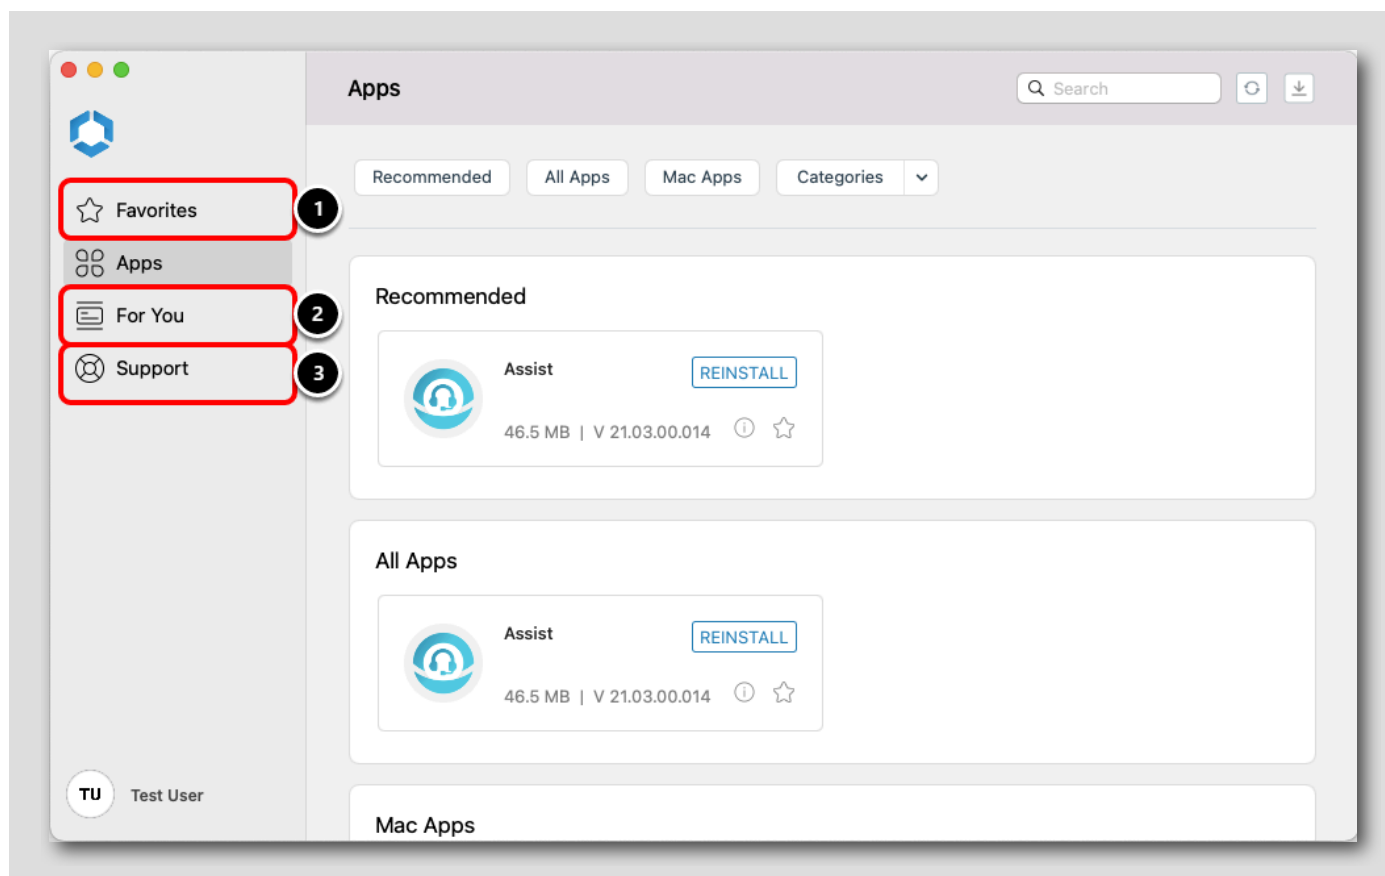 Apps
Search
Favorites
1
Apps
For You
2
Support
3
Test User
TU
Recommended
All Apps
Mac Apps
Categories
Recommended
Assist
REINSTALL
46.5 MB | V 21.03.00.014
All Apps
Assist
REINSTALL
46.5 MB | V 21.03.00.014
Mac Apps